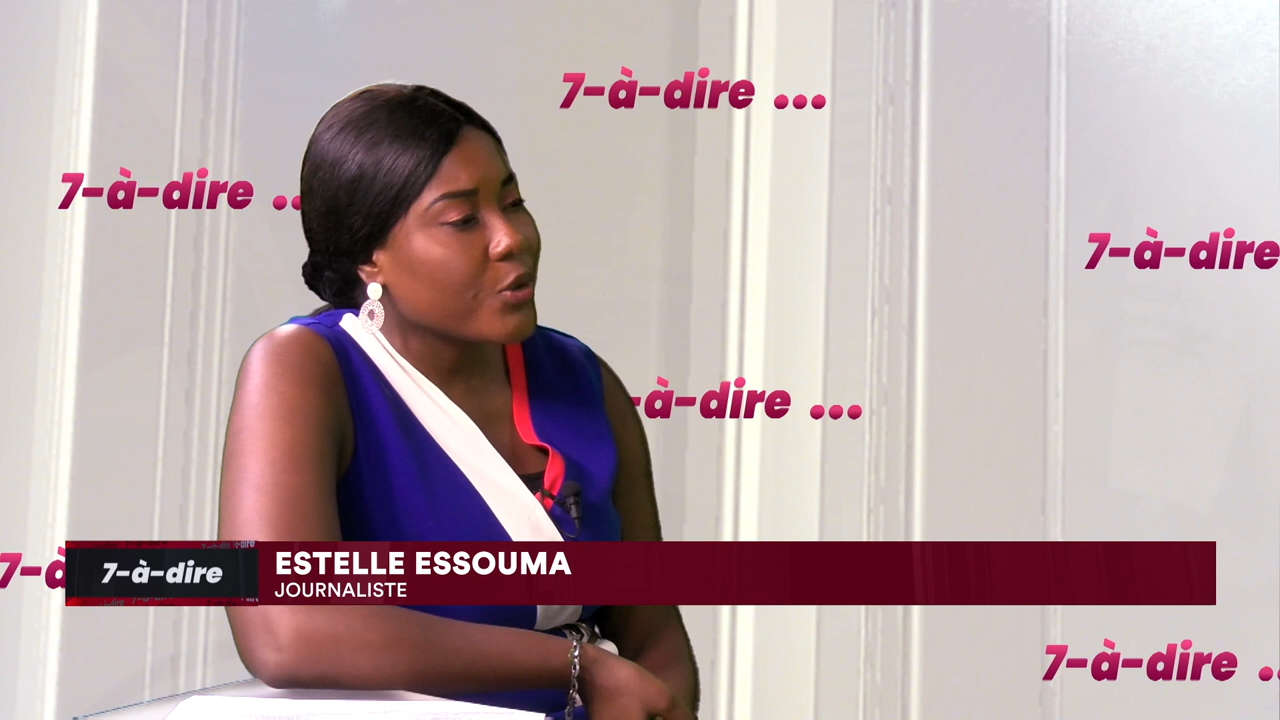 7-à-dire ...
7-à-dire ..
7-à-dire
-à-dire ...
7-à
7-à-dire
ESTELLE ESSOUMA
JOURNALISTE
7-à-dire ..